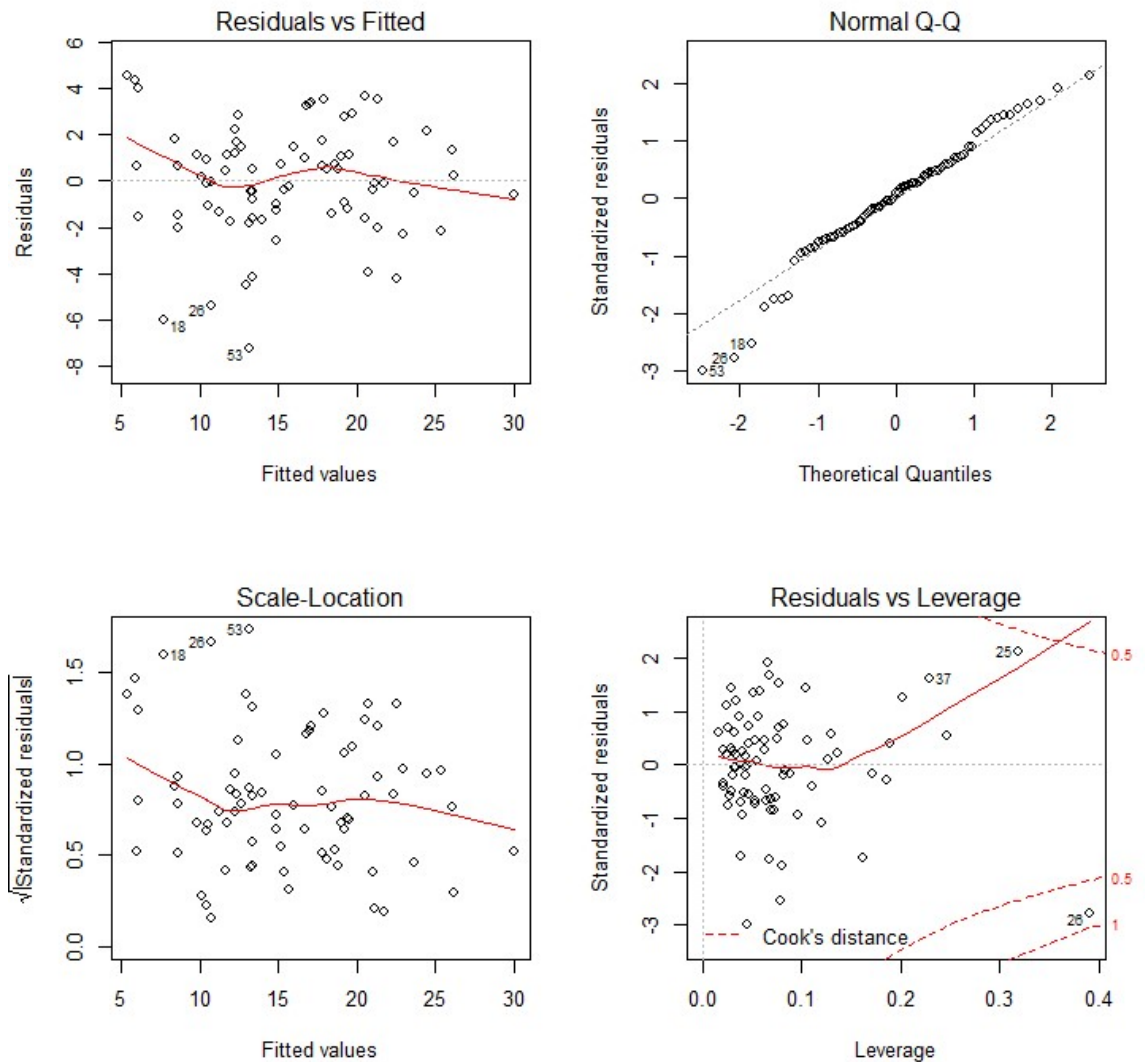 Residuals vs Fitted
Residuals
6
4
2
0
-2
-4
-6
-8
18
26
53
5 10 15 20 25 30
Fitted values
Normal Q-Q
Standardized residuals
2
1
0
-1
-2
-3
18
26
53
-2 -1 0 1 2
Theoretical Quantiles
Scale-Location
√|Standardized residuals|
1.5
1.0
0.5
0.0
53
26
18
5 10 15 20 25 30
Fitted values
Residuals vs Leverage
Standardized residuals
2
1
0
-1
-2
-3
25
37
26
0.5
0.5
1
Cook's distance
0.0 0.1 0.2 0.3 0.4
Leverage